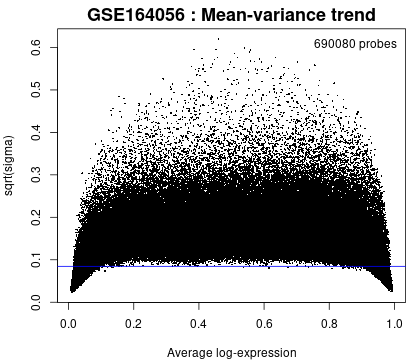 GSE164056 : Mean-variance trend
690080 probes
sqrt(sigma)
0.6
0.5
0.4
0.3
0.2
0.1
0.0
0.0 0.2 0.4 0.6 0.8 1.0
Average log-expression